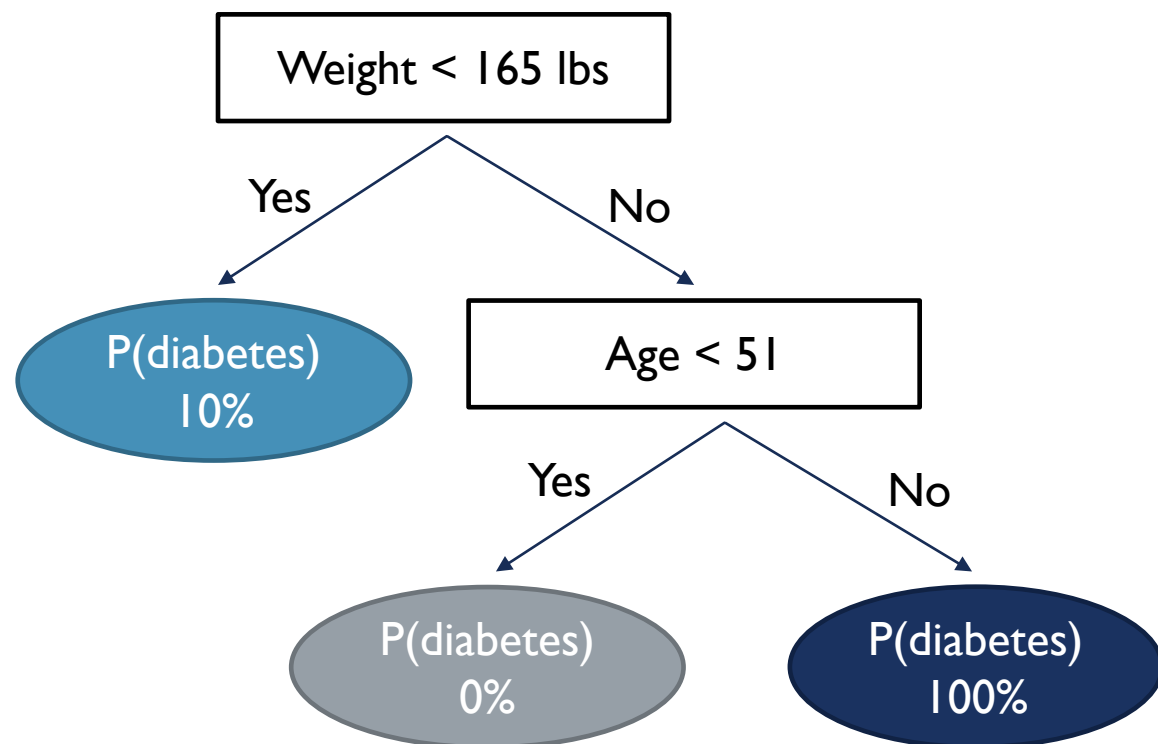 Weight < 165 lbs
Yes
No
P(diabetes)
10%
Age < 51
Yes
No
P(diabetes)
0%
P(diabetes)
100%